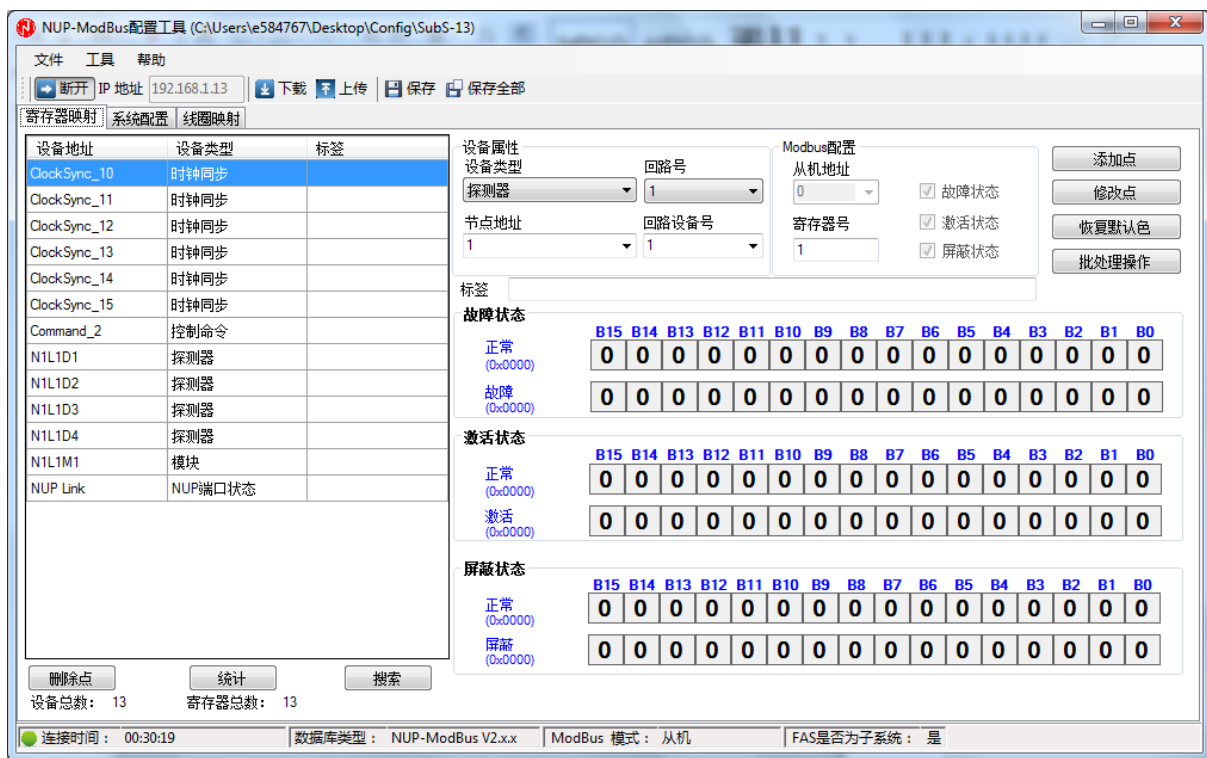 NUP-ModBus配置工具 (C:\Users\e584767\Desktop\Config\SubS-13)
文件 工具 帮助
断开 IP 地址 192.168.1.13 下载 上传 保存 保存全部
寄存器映射 系统配置 线圈映射
设备地址 设备类型 标签
ClockSync_10 时钟同步
ClockSync_11 时钟同步
ClockSync_12 时钟同步
ClockSync_13 时钟同步
ClockSync_14 时钟同步
ClockSync_15 时钟同步
Command_2 控制命令
N1L1D1 探测器
N1L1D2 探测器
N1L1D3 探测器
N1L1D4 探测器
N1L1M1 模块
NUP Link NUP端口状态
删除点 统计 搜索
设备总数： 13 寄存器总数： 13
设备属性
设备类型 回路号
探测器 1
节点地址 回路设备号
1 1
Modbus配置
从机地址
0 故障状态
寄存器号 激活状态
1 屏蔽状态
添加点
修改点
恢复默认色
批处理操作
标签
故障状态
B15 B14 B13 B12 B11 B10 B9 B8 B7 B6 B5 B4 B3 B2 B1 B0
正常 0 0 0 0 0 0 0 0 0 0 0 0 0 0 0 0
(0x0000)
故障 0 0 0 0 0 0 0 0 0 0 0 0 0 0 0 0
(0x0000)
激活状态
B15 B14 B13 B12 B11 B10 B9 B8 B7 B6 B5 B4 B3 B2 B1 B0
正常 0 0 0 0 0 0 0 0 0 0 0 0 0 0 0 0
(0x0000)
激活 0 0 0 0 0 0 0 0 0 0 0 0 0 0 0 0
(0x0000)
屏蔽状态
B15 B14 B13 B12 B11 B10 B9 B8 B7 B6 B5 B4 B3 B2 B1 B0
正常 0 0 0 0 0 0 0 0 0 0 0 0 0 0 0 0
(0x0000)
屏蔽 0 0 0 0 0 0 0 0 0 0 0 0 0 0 0 0
(0x0000)
连接时间： 00:30:19 数据库类型： NUP-ModBus V2.x.x ModBus 模式： 从机 FAS是否为子系统： 是